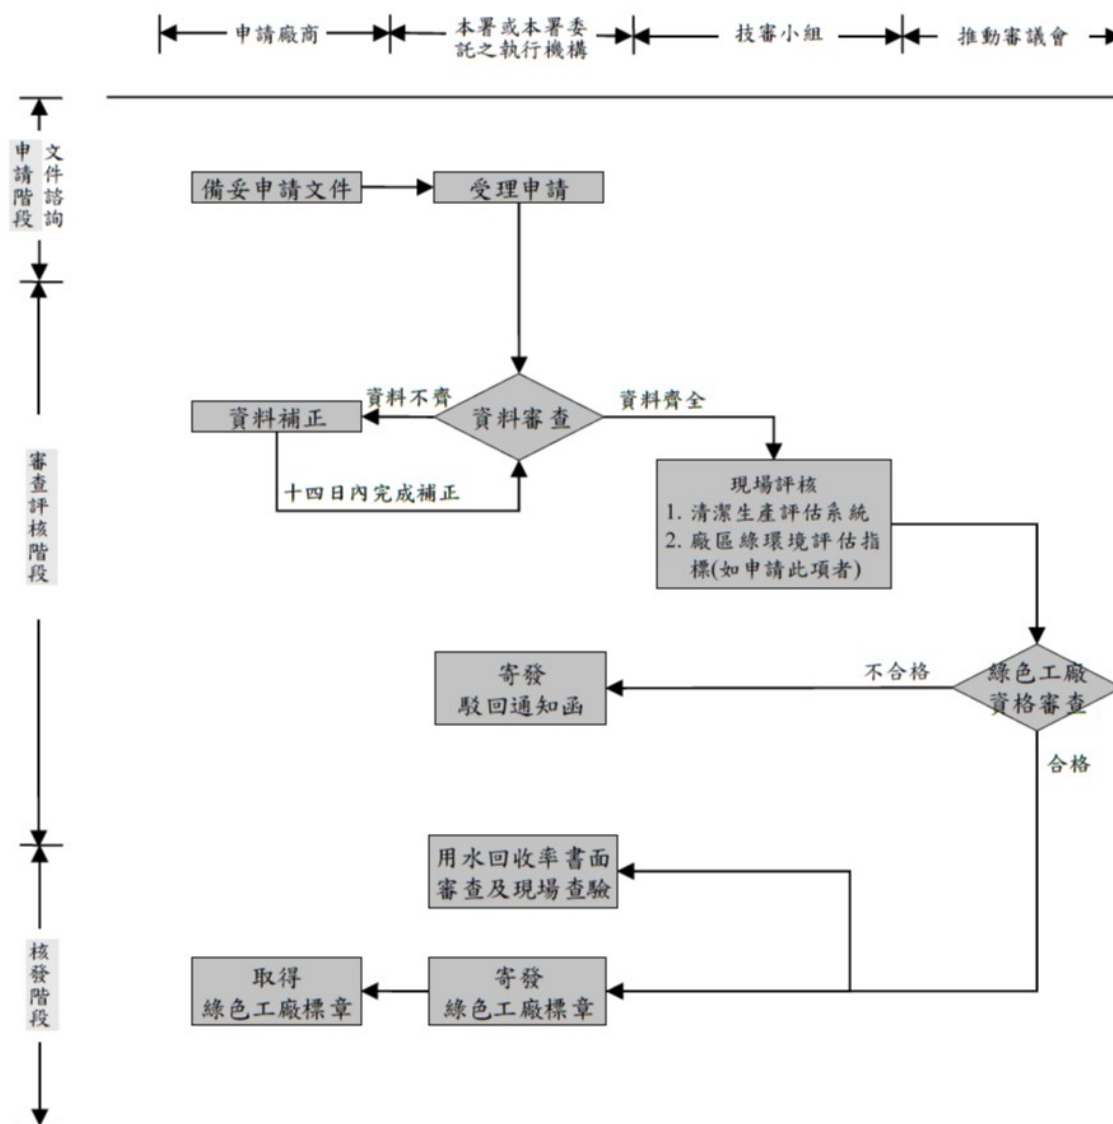 申請廠商
本署或本署委
託之執行機構
技審小組
推動審議會
申請階段
文件諮詢
備妥申請文件
受理申請
審查評核階段
資料補正
資料不齊
資料審查
資料齊全
十四日內完成補正
現場評核
1. 清潔生產評估系統
2. 廠區綠環境評估指
標(如申請此項者)
寄發
駁回通知函
不合格
綠色工廠
資格審查
合格
核發階段
用水回收率書面
審查及現場查驗
取得
綠色工廠標章
寄發
綠色工廠標章